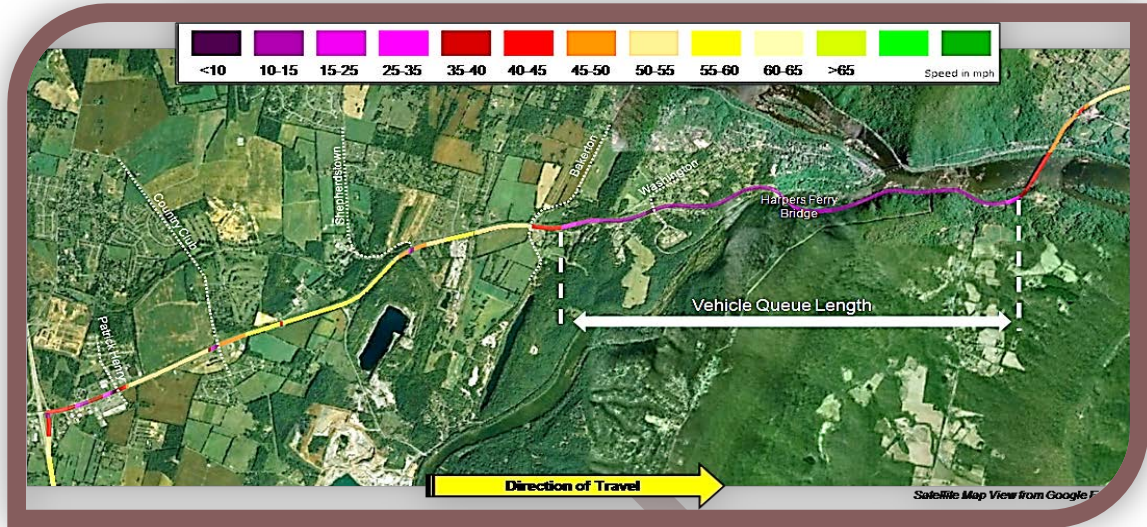 <10 10-15 15-25 25-35 35-40 40-45 45-50 50-55 55-60 60-65 >65
Speed in mph
Bakerton
Shepherdstown
Washington
Country Club
Harpers Ferry
Bridge
Vehicle Queue Length
Patrick Henry
Direction of Travel
Satellite Map View from Google